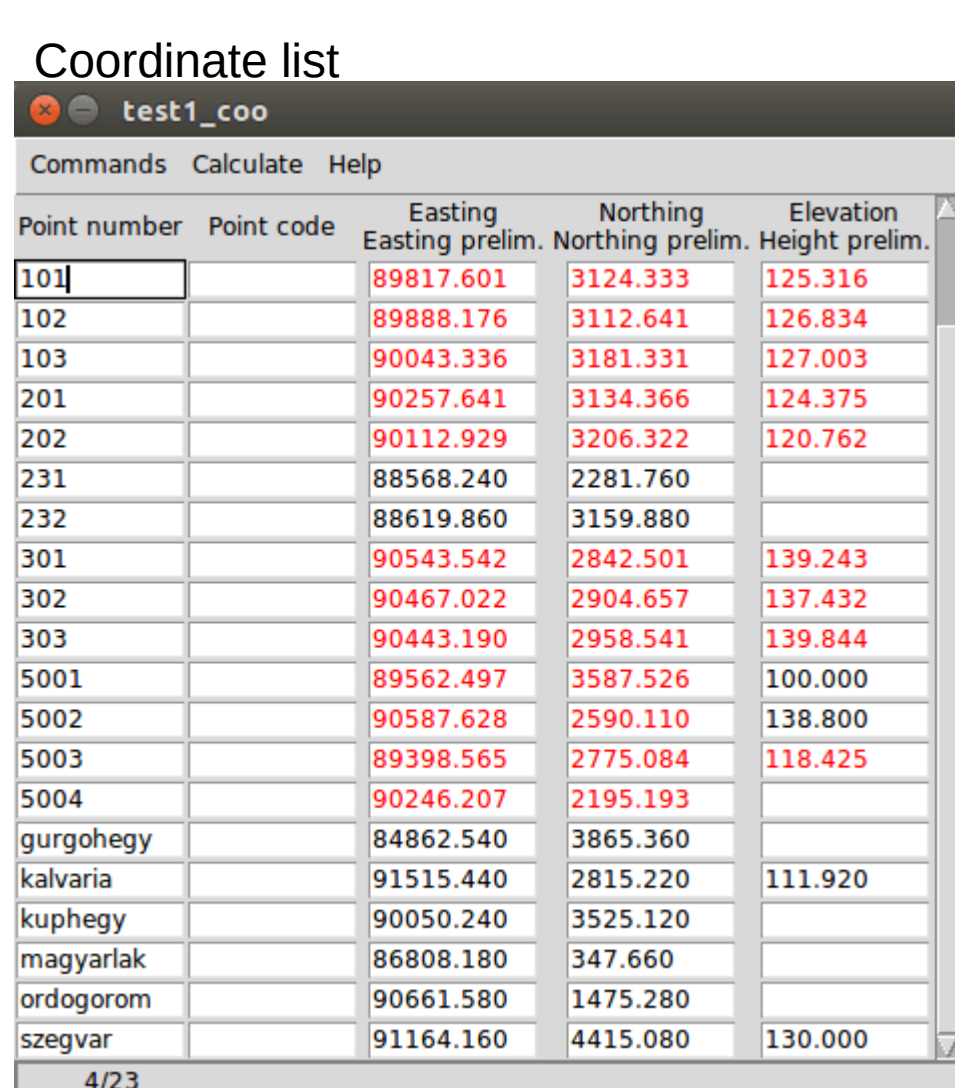 Coordinate list
test1_coo
Commands Calculate Help
Point number Point code Easting Northing Elevation
Easting prelim. Northing prelim. Height prelim.
101 89817.601 3124.333 125.316
102 89888.176 3112.641 126.834
103 90043.336 3181.331 127.003
201 90257.641 3134.366 124.375
202 90112.929 3206.322 120.762
231 88568.240 2281.760
232 88619.860 3159.880
301 90543.542 2842.501 139.243
302 90467.022 2904.657 137.432
303 90443.190 2958.541 139.844
5001 89562.497 3587.526 100.000
5002 90587.628 2590.110 138.800
5003 89398.565 2775.084 118.425
5004 90246.207 2195.193
gurgohegy 84862.540 3865.360
kalvaria 91515.440 2815.220 111.920
kuphegy 90050.240 3525.120
magyarlak 86808.180 347.660
ordogorom 90661.580 1475.280
szegvar 91164.160 4415.080 130.000
4/23